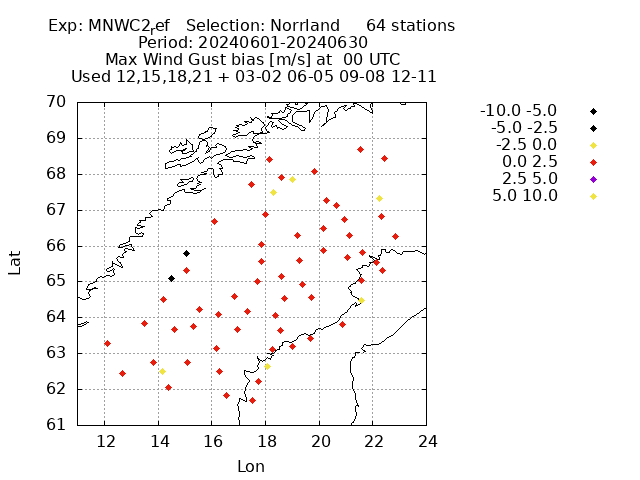 Exp: MNWC2ref   Selection: Norrland     64 stations
Period: 20240601-20240630
Max Wind Gust bias [m/s] at  00 UTC
Used 12,15,18,21 + 03-02 06-05 09-08 12-11
-10.0 -5.0
-5.0 -2.5
-2.5 0.0
0.0 2.5
2.5 5.0
5.0 10.0
70
69
68
67
66
65
64
63
62
61
Lat
12 14 16 18 20 22 24
Lon